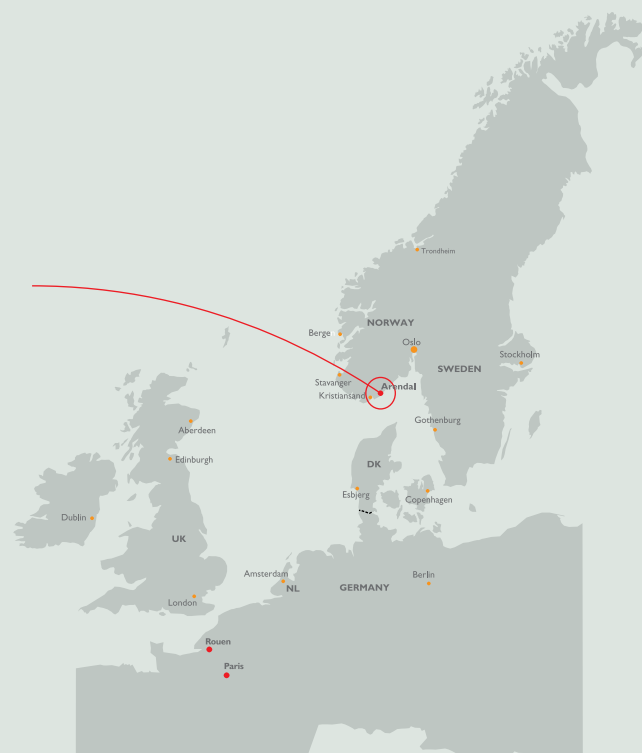 Trondheim
NORWAY
Berge
Oslo
Stockholm
SWEDEN
Stavanger
Arendal
Kristiansand
Gothenburg
Aberdeen
Edinburgh
DK
Esbjerg
Copenhagen
Dublin
UK
Amsterdam
Berlin
NL
GERMANY
London
Rouen
Paris